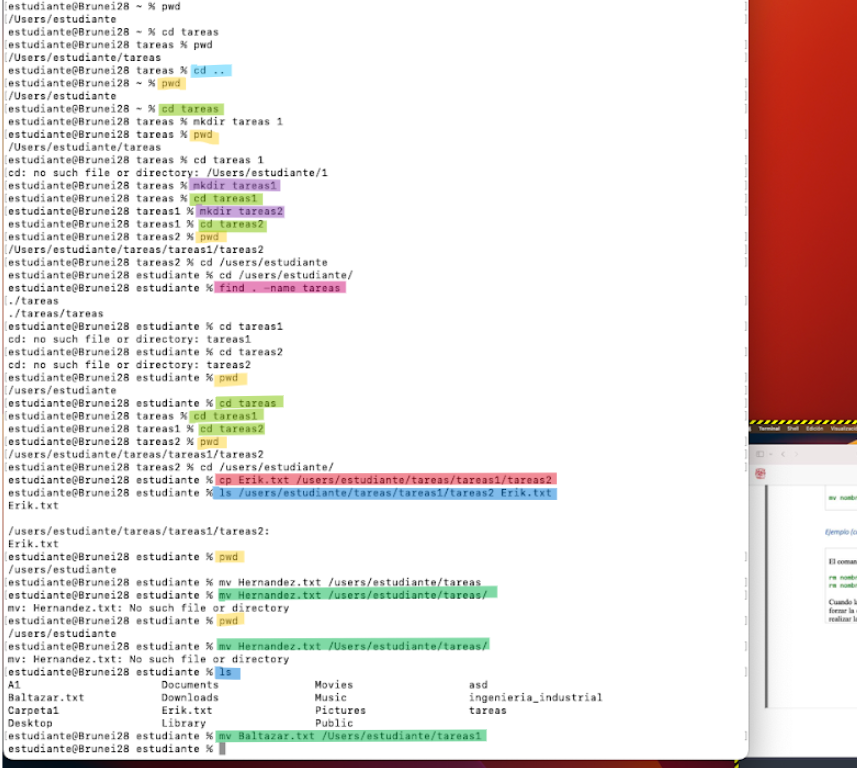 estudiante@Brunei28 ~ % pwd
/Users/estudiante
estudiante@Brunei28 ~ % cd tareas
estudiante@Brunei28 tareas % pwd
/Users/estudiante/tareas
estudiante@Brunei28 tareas % cd ..
estudiante@Brunei28 ~ % pwd
/Users/estudiante
estudiante@Brunei28 ~ % cd tareas
estudiante@Brunei28 tareas % mkdir tareas 1
estudiante@Brunei28 tareas % pwd
/Users/estudiante/tareas
estudiante@Brunei28 tareas % cd tareas 1
cd: no such file or directory: /Users/estudiante/1
estudiante@Brunei28 tareas % mkdir tareas1
estudiante@Brunei28 tareas % cd tareas1
estudiante@Brunei28 tareas1 % mkdir tareas2
estudiante@Brunei28 tareas1 % cd tareas2
estudiante@Brunei28 tareas2 % pwd
/Users/estudiante/tareas/tareas1/tareas2
estudiante@Brunei28 tareas2 % cd /users/estudiante
estudiante@Brunei28 estudiante % cd /users/estudiante/
estudiante@Brunei28 estudiante % find . -name tareas
./tareas
./tareas/tareas
estudiante@Brunei28 estudiante % cd tareas1
cd: no such file or directory: tareas1
estudiante@Brunei28 estudiante % cd tareas2
cd: no such file or directory: tareas2
estudiante@Brunei28 estudiante % pwd
/users/estudiante
estudiante@Brunei28 estudiante % cd tareas
estudiante@Brunei28 tareas % cd tareas1
estudiante@Brunei28 tareas1 % cd tareas2
estudiante@Brunei28 tareas2 % pwd
/users/estudiante/tareas/tareas1/tareas2
estudiante@Brunei28 tareas2 % cd /users/estudiante/
estudiante@Brunei28 estudiante % cp Erik.txt /users/estudiante/tareas/tareas1/tareas2
estudiante@Brunei28 estudiante % ls /users/estudiante/tareas/tareas1/tareas2 Erik.txt
Erik.txt
/users/estudiante/tareas/tareas1/tareas2:
Erik.txt
estudiante@Brunei28 estudiante % pwd
/users/estudiante
estudiante@Brunei28 estudiante % mv Hernandez.txt /users/estudiante/tareas
estudiante@Brunei28 estudiante % mv Hernandez.txt /users/estudiante/tareas/
mv: Hernandez.txt: No such file or directory
estudiante@Brunei28 estudiante % pwd
/users/estudiante
estudiante@Brunei28 estudiante % mv Hernandez.txt /Users/estudiante/tareas/
mv: Hernandez.txt: No such file or directory
estudiante@Brunei28 estudiante % ls
A1 Documents Movies asd
Baltazar.txt Downloads Music ingenieria_industrial
Carpeta1 Erik.txt Pictures tareas
Desktop Library Public
estudiante@Brunei28 estudiante % mv Baltazar.txt /Users/estudiante/tareas1
estudiante@Brunei28 estudiante %
Terminal Shell Edición
mv
Ejemplo
El
rm
rm
Cuando
forzar la
realizar